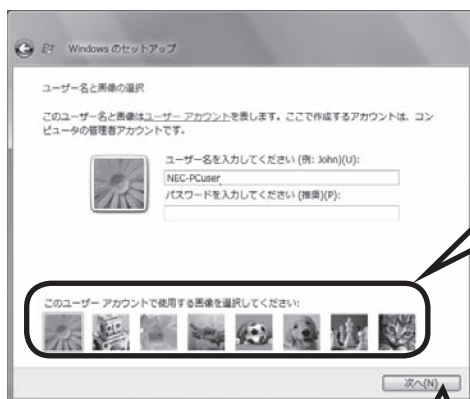 Windows のセットアップ
ユーザー名と画像の選択
このユーザー名と画像はユーザー アカウントを表します。ここで作成するアカウントは、コン
ピュータの管理者アカウントです。
ユーザー名を入力してください (例: John)(U):
NEC-PCuser
パスワードを入力してください (推奨)(P):
このユーザー アカウントで使用する画像を選択してください:
次へ(N)